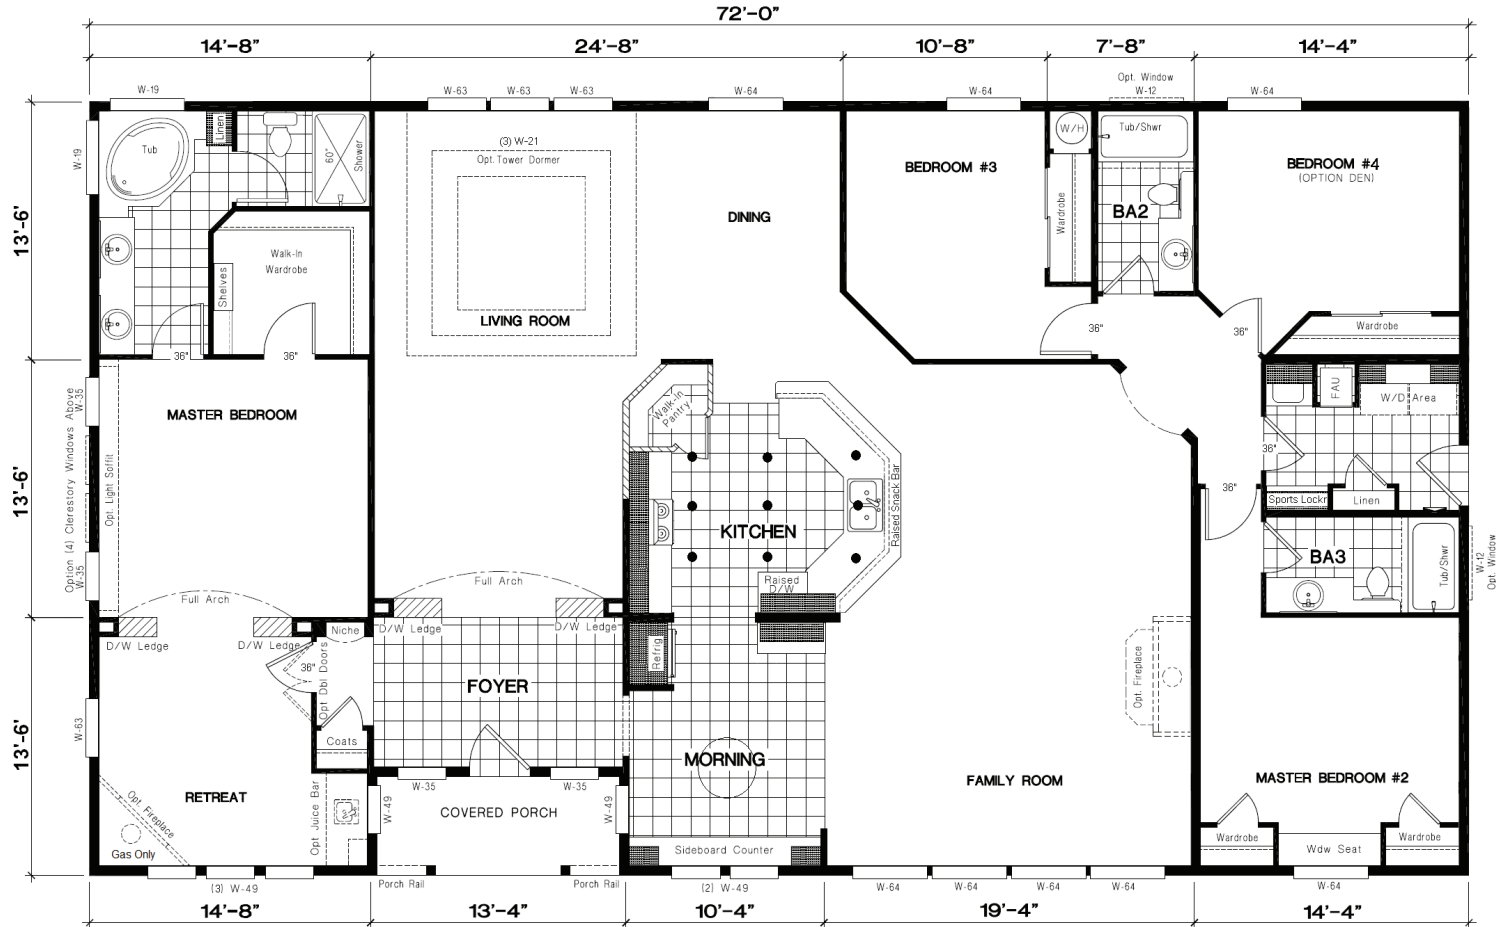 72'-0"
14'-8"
24'-8"
10'-8"
7'-8"
14'-4"
Opt. Window
W-19
W-63
W-63
W-63
W-64
W-64
W-12
W-64
W-19
Tub
Linen
60"
Shower
(3) W-21
Opt. Tower Dormer
W/H
Tub/Shwr
BEDROOM #3
BEDROOM #4
(OPTION DEN)
DINING
Wardrobe
BA2
13'-6"
Walk-In
Wardrobe
Shelves
LIVING ROOM
36"
36"
36"
36"
Wardrobe
FAU
W/D Area
Walk-In
Pantry
MASTER BEDROOM
Option (4) Clerestory Windows Above
W-35
W-35
Opt. Light Soffit
13'-6"
36"
36"
Sports Lockr
Linen
Raised Snack Bar
KITCHEN
BA3
Tub/Shwr
W-12
Opt. Window
Full Arch
Full Arch
Raised
D/W
D/W Ledge
D/W Ledge
Niche
D/W Ledge
D/W Ledge
36"
Opt Dbl Doors
Refrig
FOYER
Opt. Fireplace
W-63
13'-6"
Coats
MORNING
FAMILY ROOM
MASTER BEDROOM #2
RETREAT
Opt. Fireplace
Gas Only
Opt Juice Bar
W-35
W-35
W-49
W-49
COVERED PORCH
Sideboard Counter
Wardrobe
Wdw Seat
Wardrobe
(3) W-49
Porch Rail
Porch Rail
(2) W-49
W-64
W-64
W-64
W-64
W-64
14'-8"
13'-4"
10'-4"
19'-4"
14'-4"